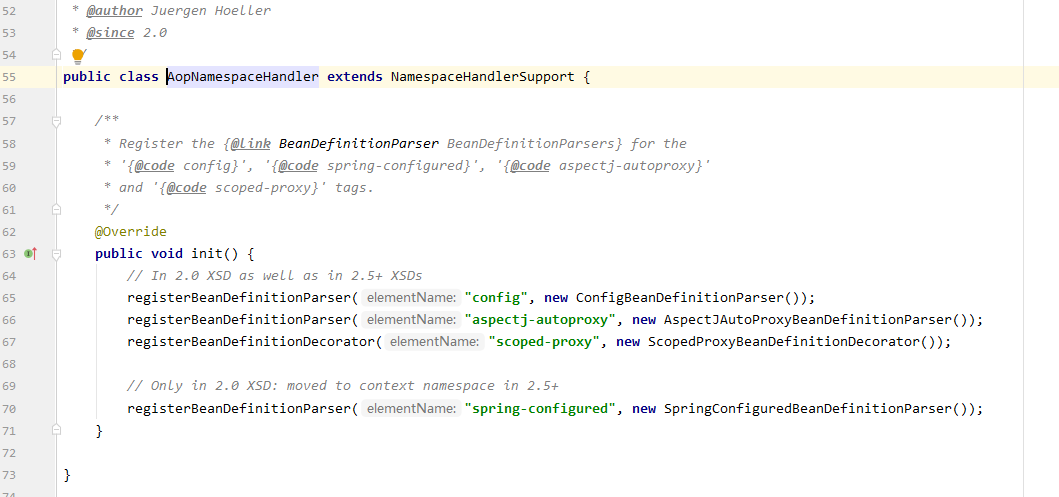 52 * @author Juergen Hoeller
53 * @since 2.0
54 /
55 public class AopNamespaceHandler extends NamespaceHandlerSupport {
56
57 /**
58 * Register the {@link BeanDefinitionParser BeanDefinitionParsers} for the
59 * '{@code config}', '{@code spring-configured}', '{@code aspectj-autoproxy}'
60 * and '{@code scoped-proxy}' tags.
61 */
62 @Override
63 public void init() {
64 // In 2.0 XSD as well as in 2.5+ XSDs
65 registerBeanDefinitionParser( elementName: "config", new ConfigBeanDefinitionParser());
66 registerBeanDefinitionParser( elementName: "aspectj-autoproxy", new AspectJAutoProxyBeanDefinitionParser());
67 registerBeanDefinitionDecorator( elementName: "scoped-proxy", new ScopedProxyBeanDefinitionDecorator());
68
69 // Only in 2.0 XSD: moved to context namespace in 2.5+
70 registerBeanDefinitionParser( elementName: "spring-configured", new SpringConfiguredBeanDefinitionParser());
71 }
72
73 }
74